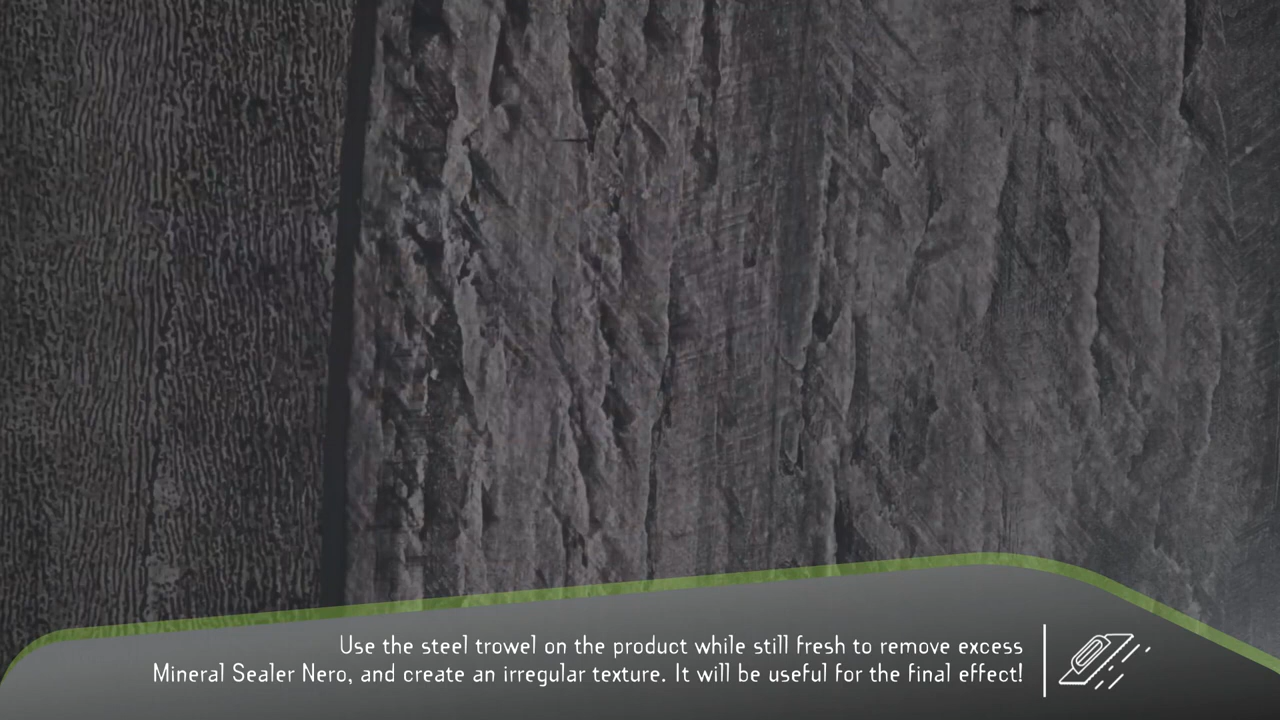 Use the steel trowel on the product while still fresh to remove excess
Mineral Sealer Nero, and create an irregular texture. It will be useful for the final effect!